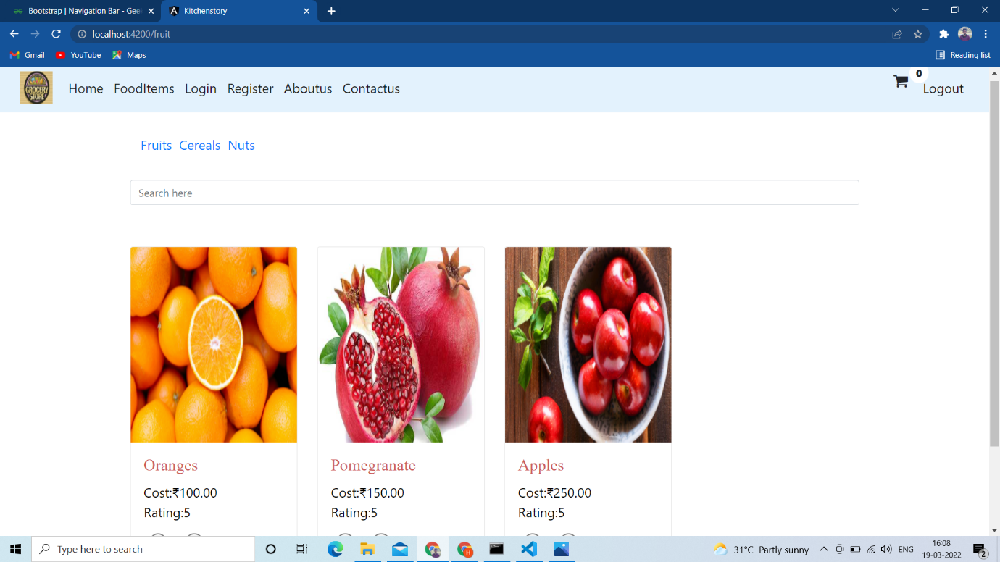 Bootstrap | Navigation Bar - Geel
Kitchenstory
localhost:4200/fruit
Gmail YouTube Maps
Reading list
GROCERY STORE
Home FoodItems Login Register Aboutus Contactus
0
Logout
Fruits Cereals Nuts
Search here
Oranges
Cost:₹100.00
Rating:5
Pomegranate
Cost:₹150.00
Rating:5
Apples
Cost:₹250.00
Rating:5
Type here to search
31°C Partly sunny
ENG
16:08
19-03-2022
2